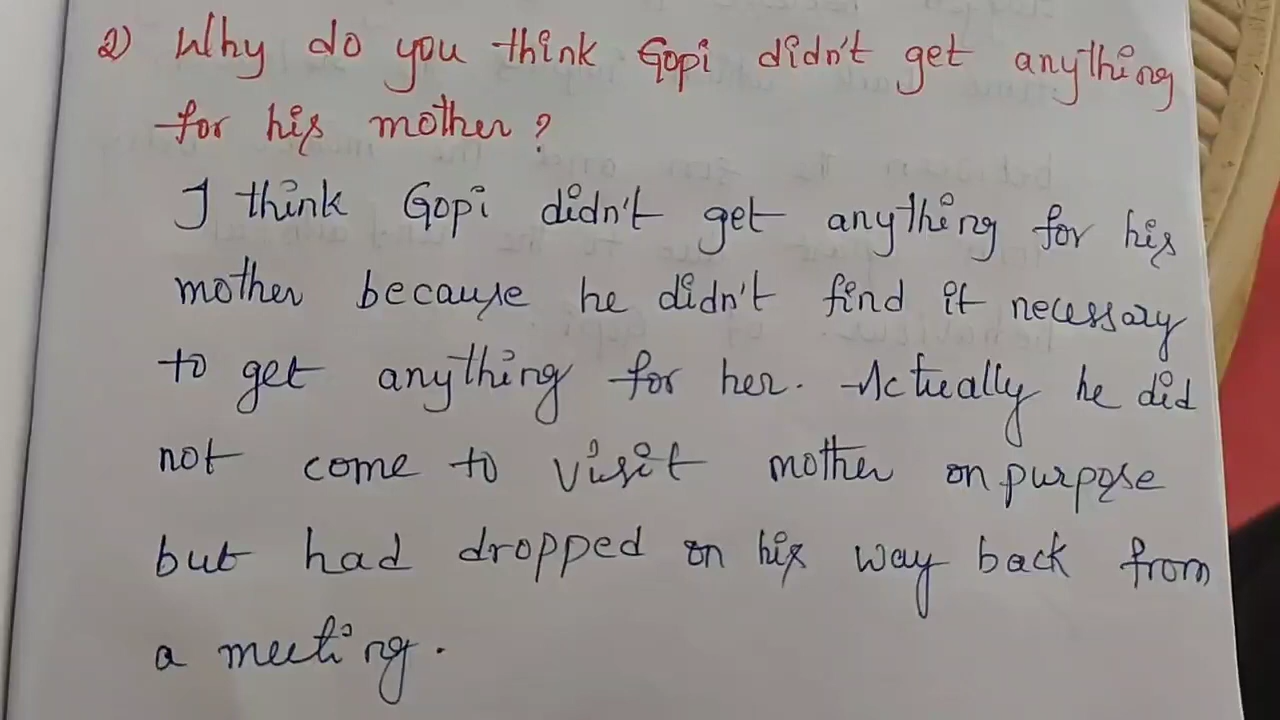 2) Why do you think Gopi didn't get anything
for his mother?
I think Gopi didn't get anything for his
mother because he didn't find it necessary
to get anything for her. Actually he did
not come to visit mother on purpose
but had dropped on his way back from
a meeting.